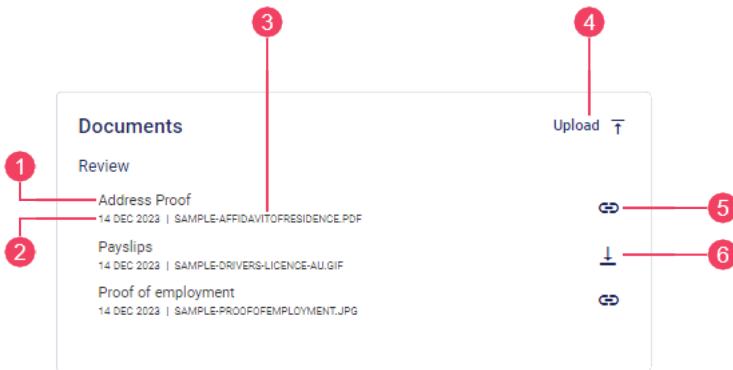 3
4
Documents
Upload
Review
1
Address Proof
14 DEC 2023 | SAMPLE-AFFIDAVITOFRESIDENCE.PDF
5
2
Payslips
14 DEC 2023 | SAMPLE-DRIVERS-LICENCE-AU.GIF
6
Proof of employment
14 DEC 2023 | SAMPLE-PROOFOFEMPLOYMENT.JPG